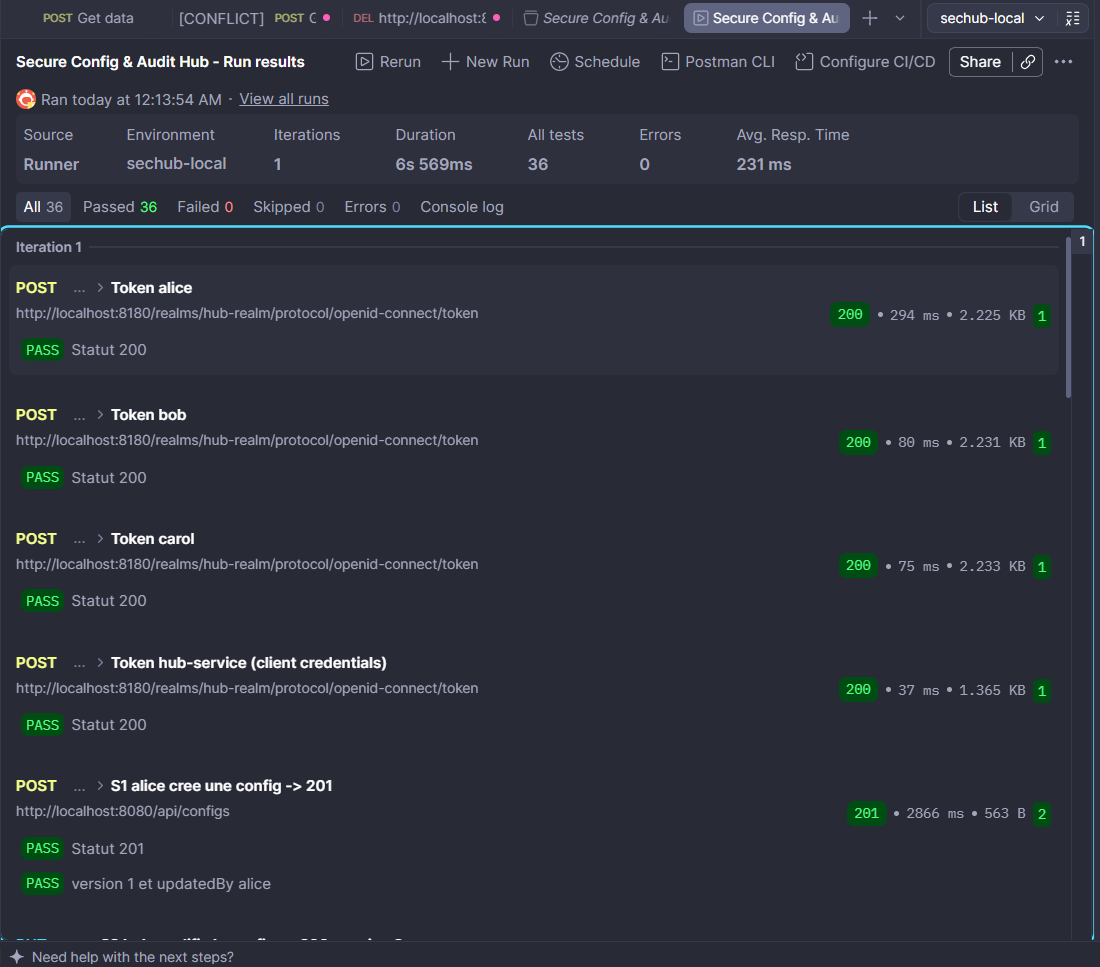 POST Get data
[CONFLICT] POST
DEL http://localhost:8
Secure Config & Au
Secure Config & Au
sechub-local
Secure Config & Audit Hub - Run results
Rerun
New Run
Schedule
Postman CLI
Configure CI/CD
Share
Ran today at 12:13:54 AM · View all runs
Source Environment Iterations Duration All tests Errors Avg. Resp. Time
Runner sechub-local 1 6s 569ms 36 0 231 ms
All 36 Passed 36 Failed 0 Skipped 0 Errors 0 Console log List Grid
Iteration 1
1
POST ... > Token alice
http://localhost:8180/realms/hub-realm/protocol/openid-connect/token
200 • 294 ms • 2.225 KB 1
PASS Statut 200
POST ... > Token bob
http://localhost:8180/realms/hub-realm/protocol/openid-connect/token
200 • 80 ms • 2.231 KB 1
PASS Statut 200
POST ... > Token carol
http://localhost:8180/realms/hub-realm/protocol/openid-connect/token
200 • 75 ms • 2.233 KB 1
PASS Statut 200
POST ... > Token hub-service (client credentials)
http://localhost:8180/realms/hub-realm/protocol/openid-connect/token
200 • 37 ms • 1.365 KB 1
PASS Statut 200
POST ... > S1 alice cree une config -> 201
http://localhost:8080/api/configs
201 • 2866 ms • 563 B 2
PASS Statut 201
PASS version 1 et updatedBy alice
Need help with the next steps?